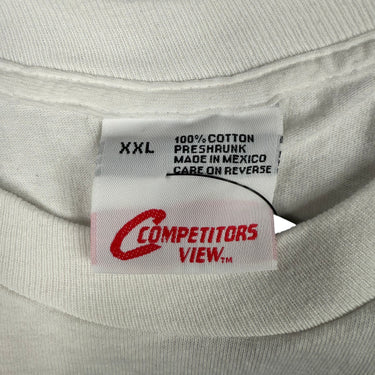 XXL
100% COTTON
PRESHRUNK
MADE IN MEXICO
CARE ON REVERSE
COMPETITORS
VIEW™